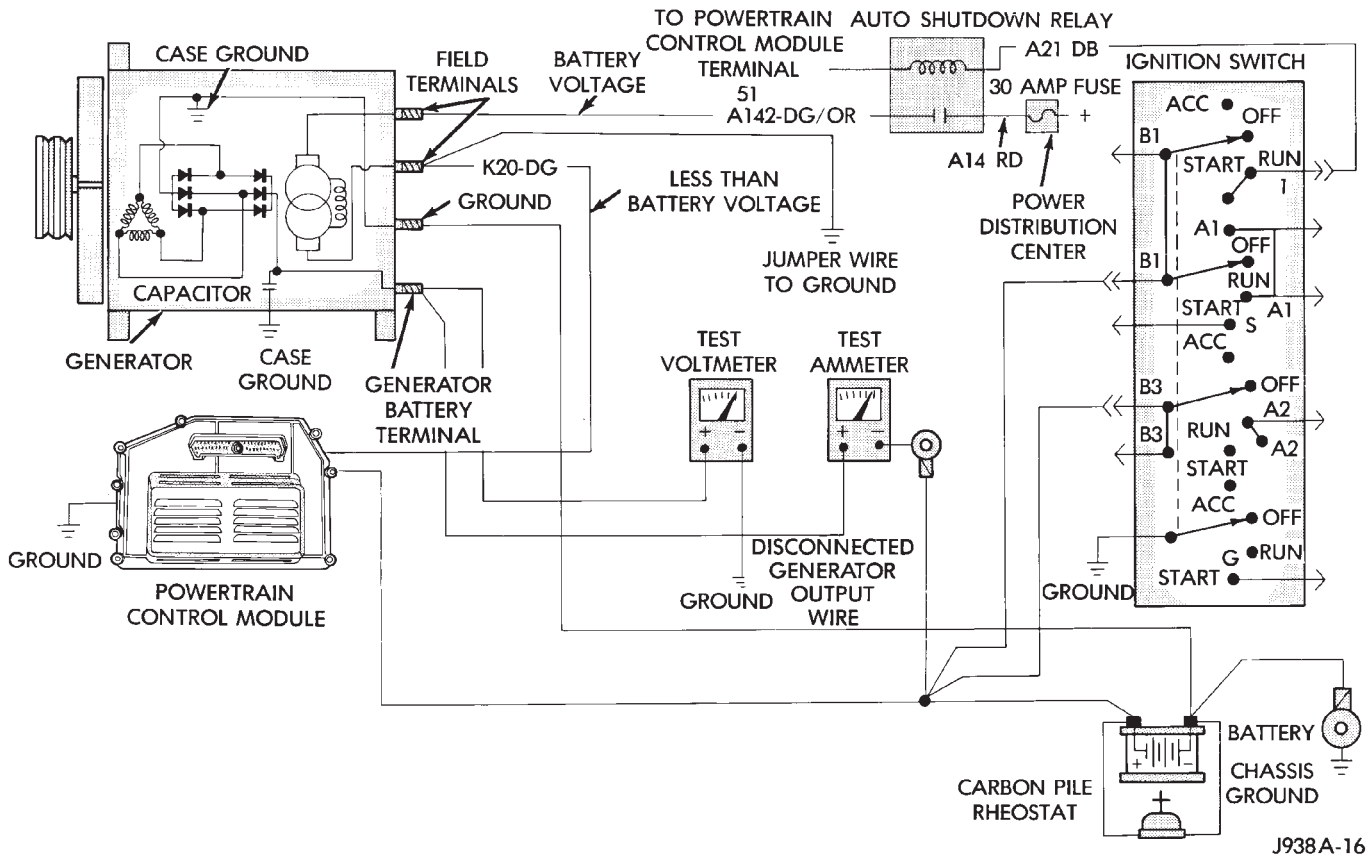 TO POWERTRAIN
CONTROL MODULE
TERMINAL
51
AUTO SHUTDOWN RELAY
A21 DB
IGNITION SWITCH
CASE GROUND
FIELD
TERMINALS
BATTERY
VOLTAGE
30 AMP FUSE
+
A142-DG/OR
A14 RD
POWER
DISTRIBUTION
CENTER
K20-DG
GROUND
LESS THAN
BATTERY VOLTAGE
JUMPER WIRE
TO GROUND
CAPACITOR
GENERATOR
CASE
GROUND
GENERATOR
BATTERY
TERMINAL
TEST
VOLTMETER
+ -
TEST
AMMETER
+ -
ACC
OFF
B1
START
RUN
I
A1
OFF
B1
RUN
A1
START
S
ACC
B3
OFF
A2
B3
RUN
A2
START
ACC
OFF
G
RUN
START
GROUND
GROUND
POWERTRAIN
CONTROL MODULE
GROUND
DISCONNECTED
GENERATOR
OUTPUT
WIRE
BATTERY
+ -
CHASSIS
GROUND
CARBON PILE
RHEOSTAT
J938A-16